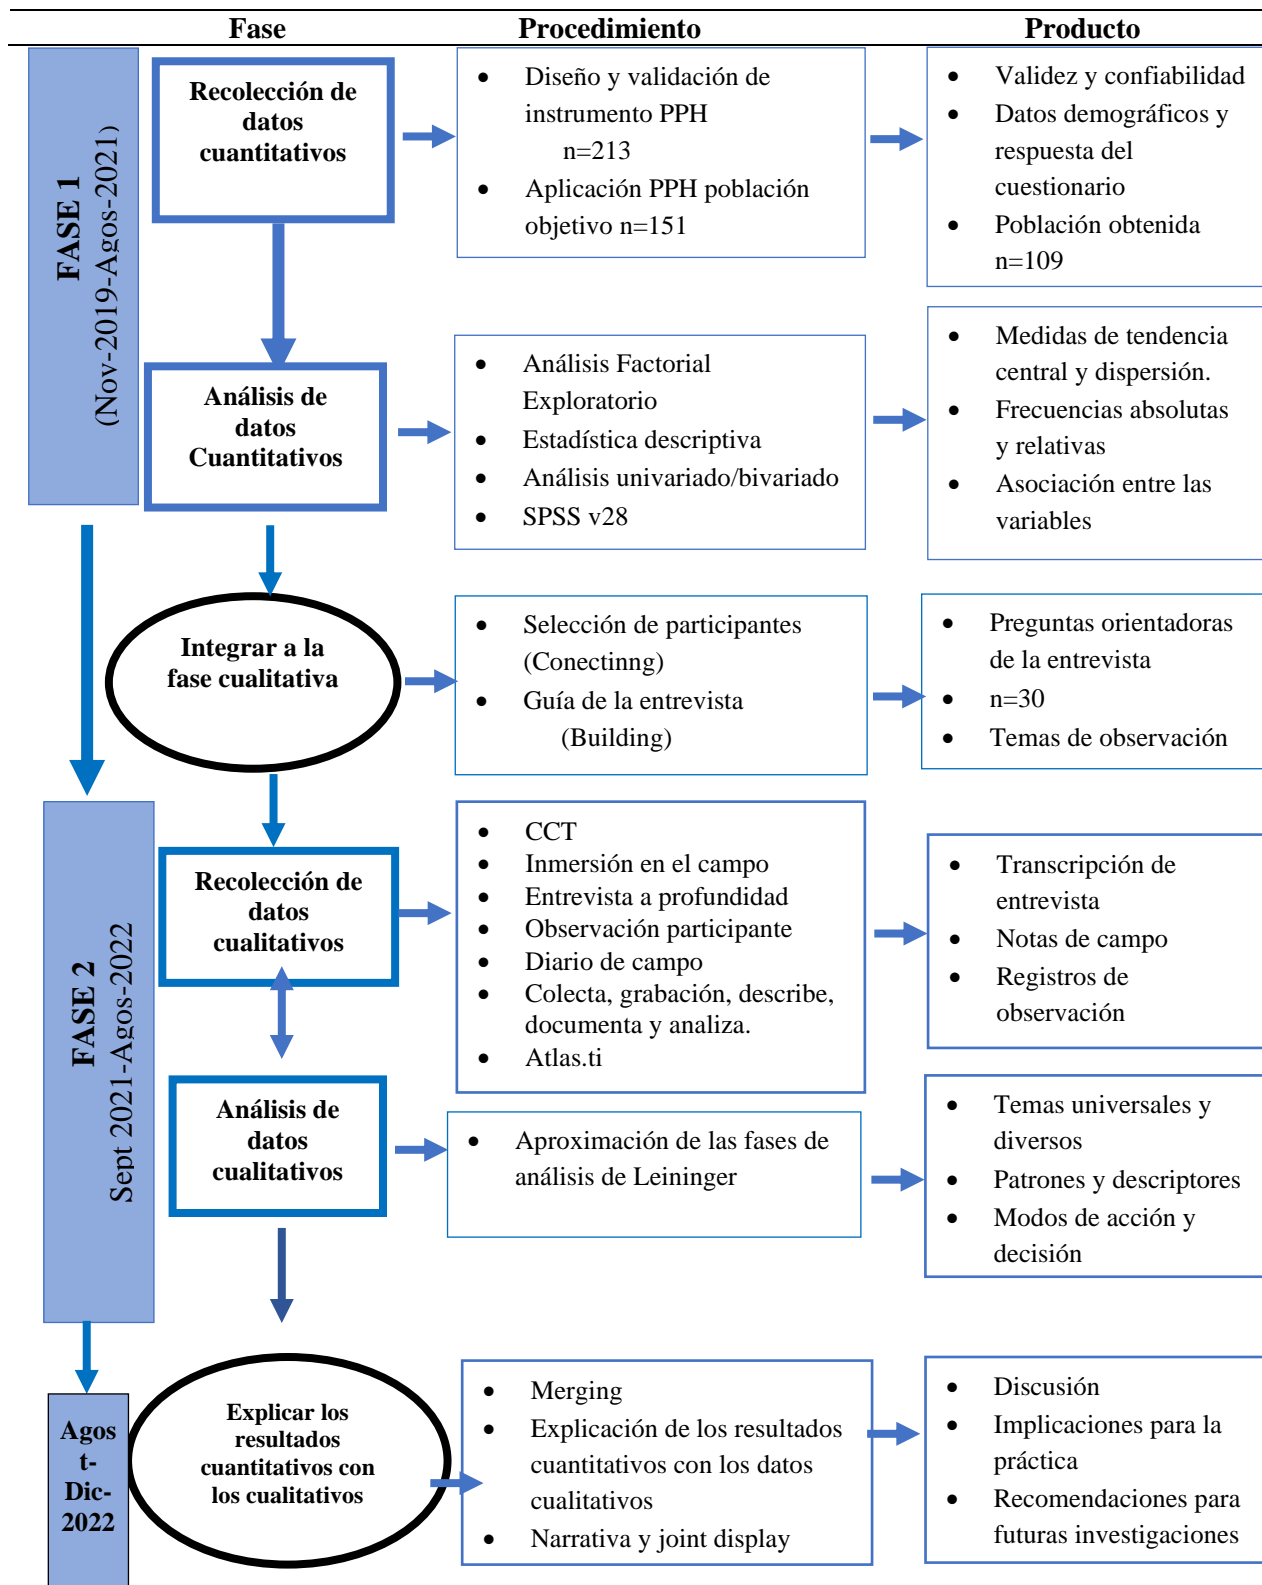 Fase Procedimiento Producto
FASE 1
(Nov-2019-Agos-2021)
Recolección de
datos
cuantitativos
• Diseño y validación de
instrumento PPH
n=213
• Aplicación PPH población
objetivo n=151
• Validez y confiabilidad
• Datos demográficos y
respuesta del
cuestionario
• Población obtenida
n=109
Análisis de
datos
Cuantitativos
• Análisis Factorial
Exploratorio
• Estadística descriptiva
• Análisis univariado/bivariado
• SPSS v28
• Medidas de tendencia
central y dispersión.
• Frecuencias absolutas
y relativas
• Asociación entre las
variables
Integrar a la
fase cualitativa
• Selección de participantes
(Conectinng)
• Guía de la entrevista
(Building)
• Preguntas orientadoras
de la entrevista
• n=30
• Temas de observación
FASE 2
Sept 2021-Agos-2022
Recolección de
datos
cualitativos
• CCT
• Inmersión en el campo
• Entrevista a profundidad
• Observación participante
• Diario de campo
• Colecta, grabación, describe,
documenta y analiza.
• Atlas.ti
• Transcripción de
entrevista
• Notas de campo
• Registros de
observación
Análisis de
datos
cualitativos
• Aproximación de las fases de
análisis de Leininger
• Temas universales y
diversos
• Patrones y descriptores
• Modos de acción y
decisión
Agos
t-
Dic-
2022
Explicar los
resultados
cuantitativos con
los cualitativos
• Merging
• Explicación de los resultados
cuantitativos con los datos
cualitativos
• Narrativa y joint display
• Discusión
• Implicaciones para la
práctica
• Recomendaciones para
futuras investigaciones